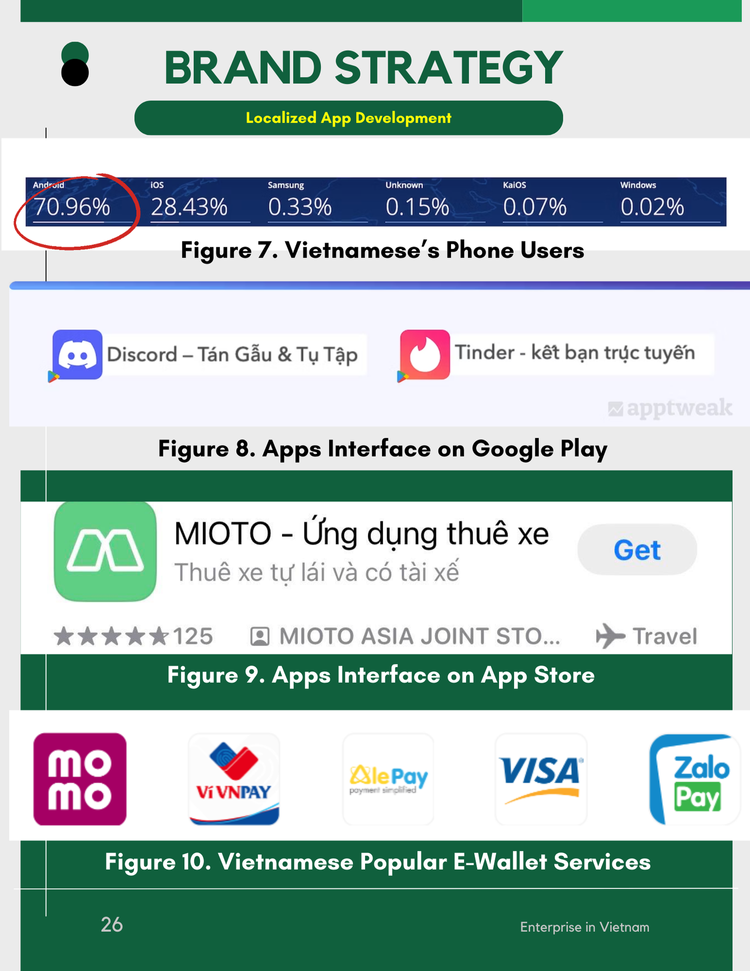 BRAND STRATEGY
Localized App Development
Android iOS Samsung Unknown KaiOS Windows
70.96% 28.43% 0.33% 0.15% 0.07% 0.02%
Figure 7. Vietnamese’s Phone Users
Discord – Tán Gẫu & Tụ Tập
Tinder - kết bạn trực tuyến
apptweak
Figure 8. Apps Interface on Google Play
MIOTO - Ứng dụng thuê xe
Thuê xe tự lái và có tài xế
Get
125 MIOTO ASIA JOINT STO... Travel
Figure 9. Apps Interface on App Store
mo
mo
Ví VNPAY
AlePay
payment simplified
VISA
Zalo
Pay
Figure 10. Vietnamese Popular E-Wallet Services
26
Enterprise in Vietnam